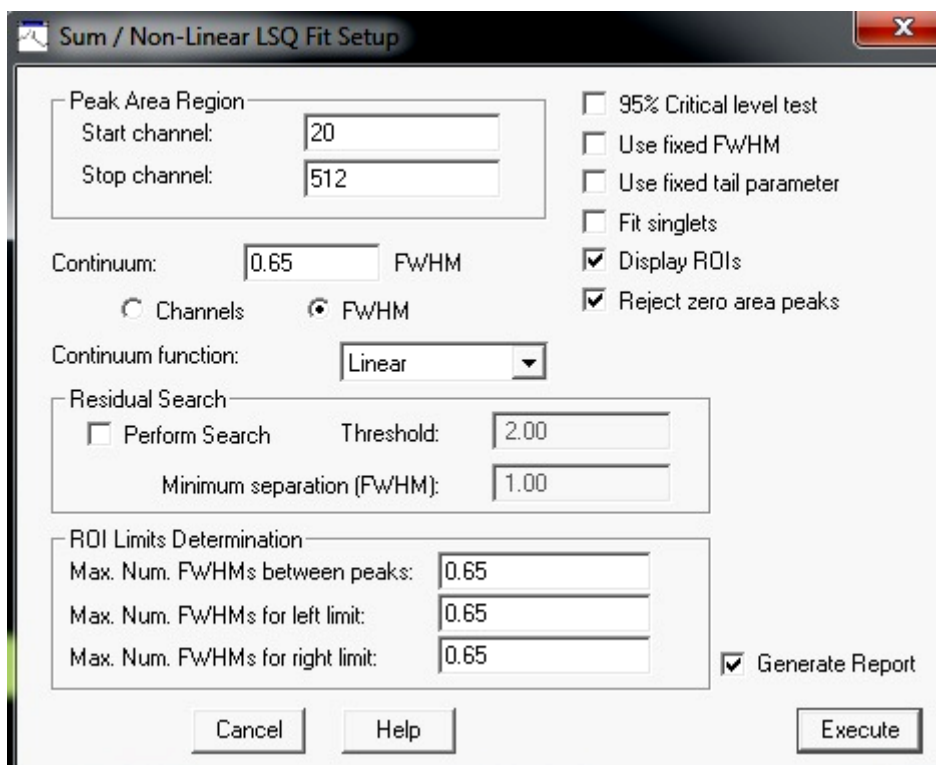 Sum / Non-Linear LSQ Fit Setup
Peak Area Region
Start channel: 20
Stop channel: 512
Continuum: 0.65 FWHM
Channels FWHM
Continuum function: Linear
95% Critical level test
Use fixed FWHM
Use fixed tail parameter
Fit singlets
Display ROIs
Reject zero area peaks
Residual Search
Perform Search Threshold: 2.00
Minimum separation (FWHM): 1.00
ROI Limits Determination
Max. Num. FWHMs between peaks: 0.65
Max. Num. FWHMs for left limit: 0.65
Max. Num. FWHMs for right limit: 0.65
Generate Report
Cancel Help Execute